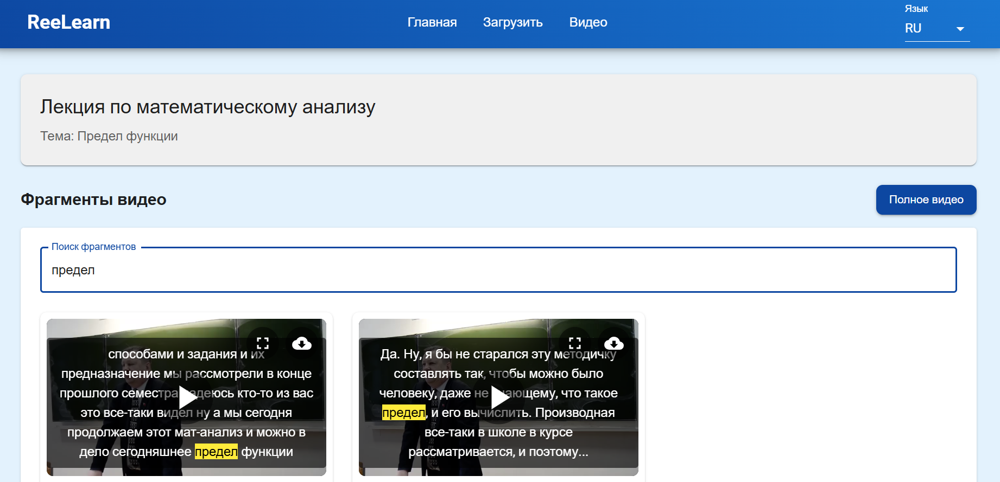 ReeLearn
Главная
Загрузить
Видео
Язык
RU
Лекция по математическому анализу
Тема: Предел функции
Фрагменты видео
Полное видео
Поиск фрагментов
предел
способами и задания и их
предназначение мы рассмотрели в конце
прошлого семестра надеюсь кто-то из вас
это все-таки видел ну а мы сегодня
продолжаем этот мат-анализ и можно в
дело сегодняшнее предел функции
Да. Ну, я бы не старался эту методичку
составлять так, чтобы можно было
человеку, даже не знающему, что такое
предел, и его вычислить. Производная
все-таки в школе в курсе
рассматривается, и поэтому...